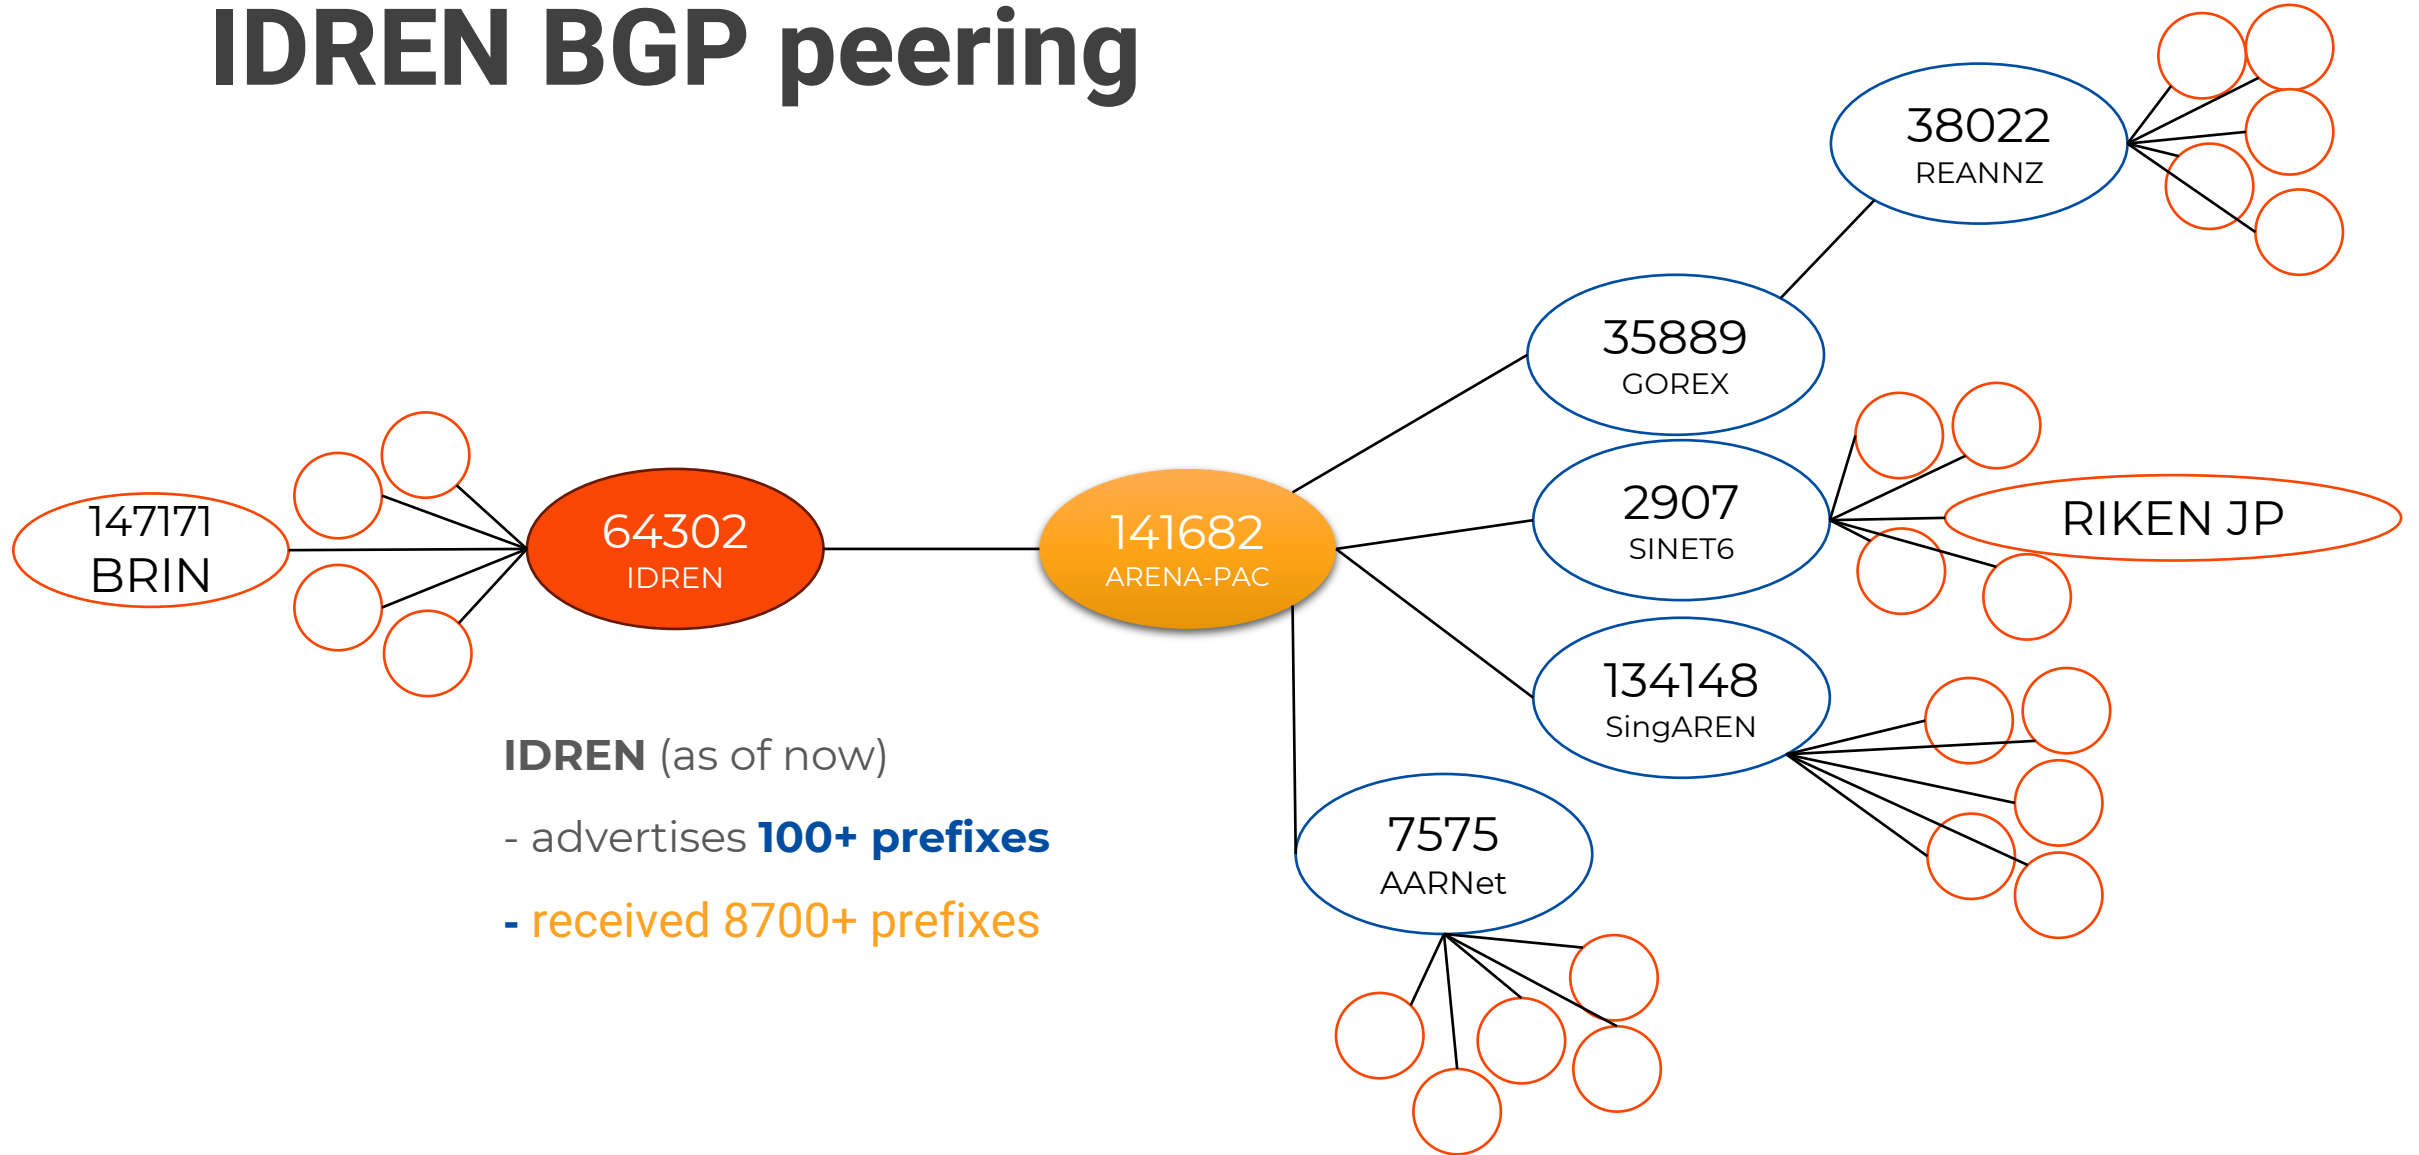 IDREN BGP peering
38022
REANNZ
35889
GOREX
147171
BRIN
64302
IDREN
141682
ARENA-PAC
2907
SINET6
RIKEN JP
134148
SingAREN
7575
AARNet
IDREN (as of now)
- advertises 100+ prefixes
- received 8700+ prefixes